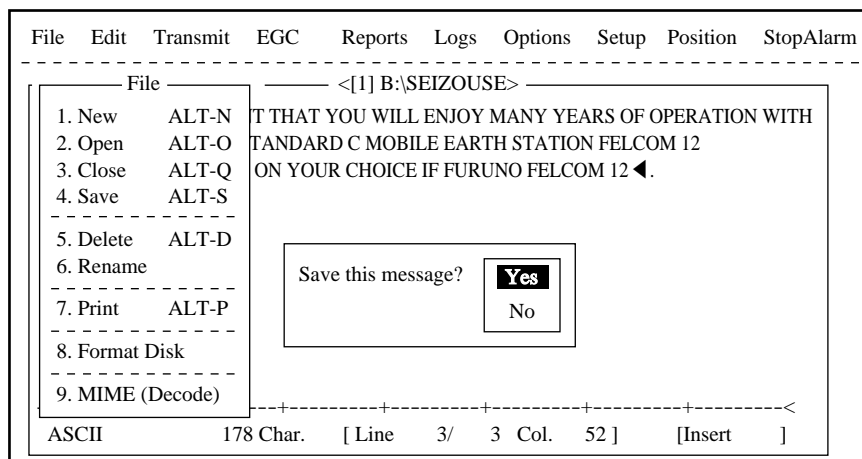 File Edit Transmit EGC Reports Logs Options Setup Position StopAlarm
File
<[1] B:\SEIZOUSE>
1. New ALT-N
2. Open ALT-O
3. Close ALT-Q
4. Save ALT-S
5. Delete ALT-D
6. Rename
7. Print ALT-P
8. Format Disk
9. MIME (Decode)
T THAT YOU WILL ENJOY MANY YEARS OF OPERATION WITH
TANDARD C MOBILE EARTH STATION FELCOM 12
ON YOUR CHOICE IF FURUNO FELCOM 12◀.
Save this message?
Yes
No
----+---------+---------+---------+---------+---------<
ASCII 178 Char. [ Line 3/ 3 Col. 52 ] [Insert ]